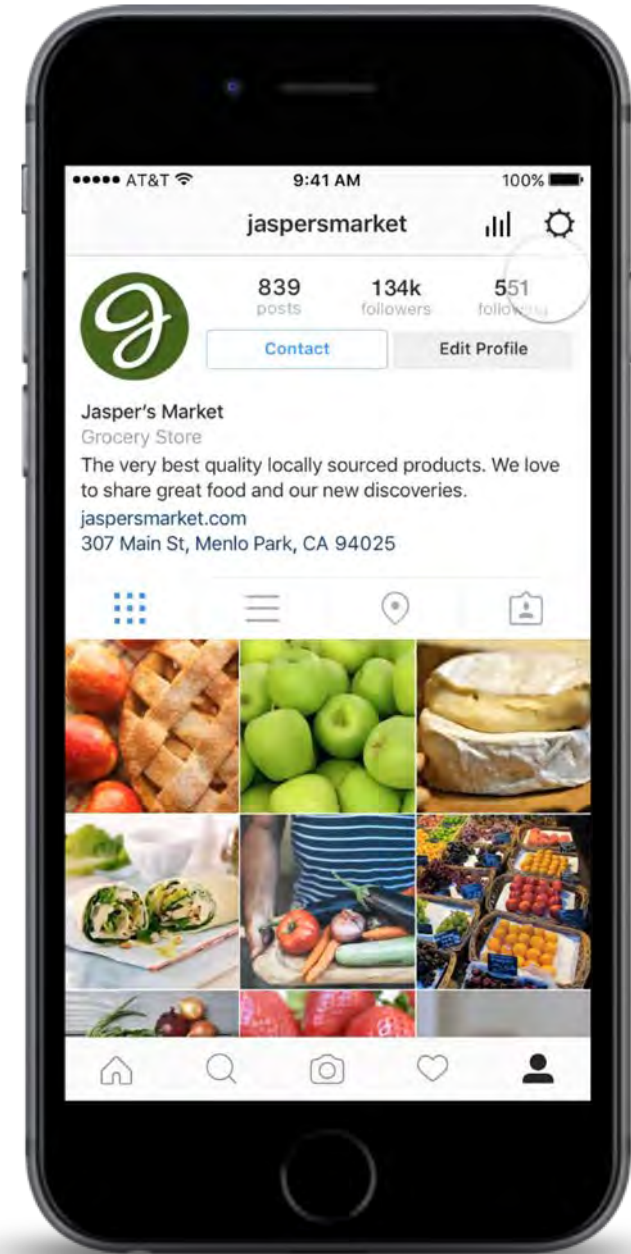 AT&T 9:41 AM 100%
jaspersmarket
839 134k 551
posts followers following
Contact Edit Profile
Jasper's Market
Grocery Store
The very best quality locally sourced products. We love
to share great food and our new discoveries.
jaspersmarket.com
307 Main St, Menlo Park, CA 94025